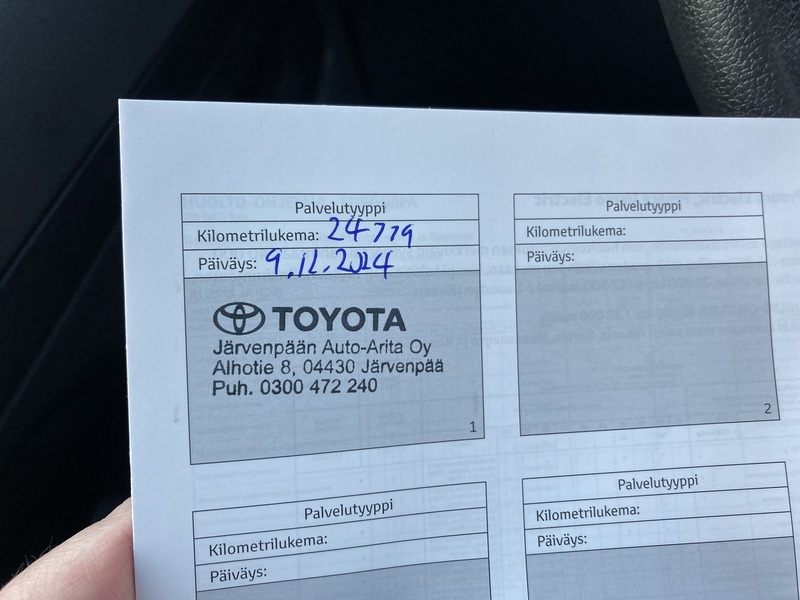 Palvelutyyppi
Kilometrilukema: 24779
Päiväys: 9.12.2024
TOYOTA
Järvenpään Auto-Arita Oy
Alhotie 8, 04430 Järvenpää
Puh. 0300 472 240
1
Palvelutyyppi
Kilometrilukema:
Päiväys:
2
Palvelutyyppi
Kilometrilukema:
Päiväys:
Palvelutyyppi
Kilometrilukema:
Päiväys: